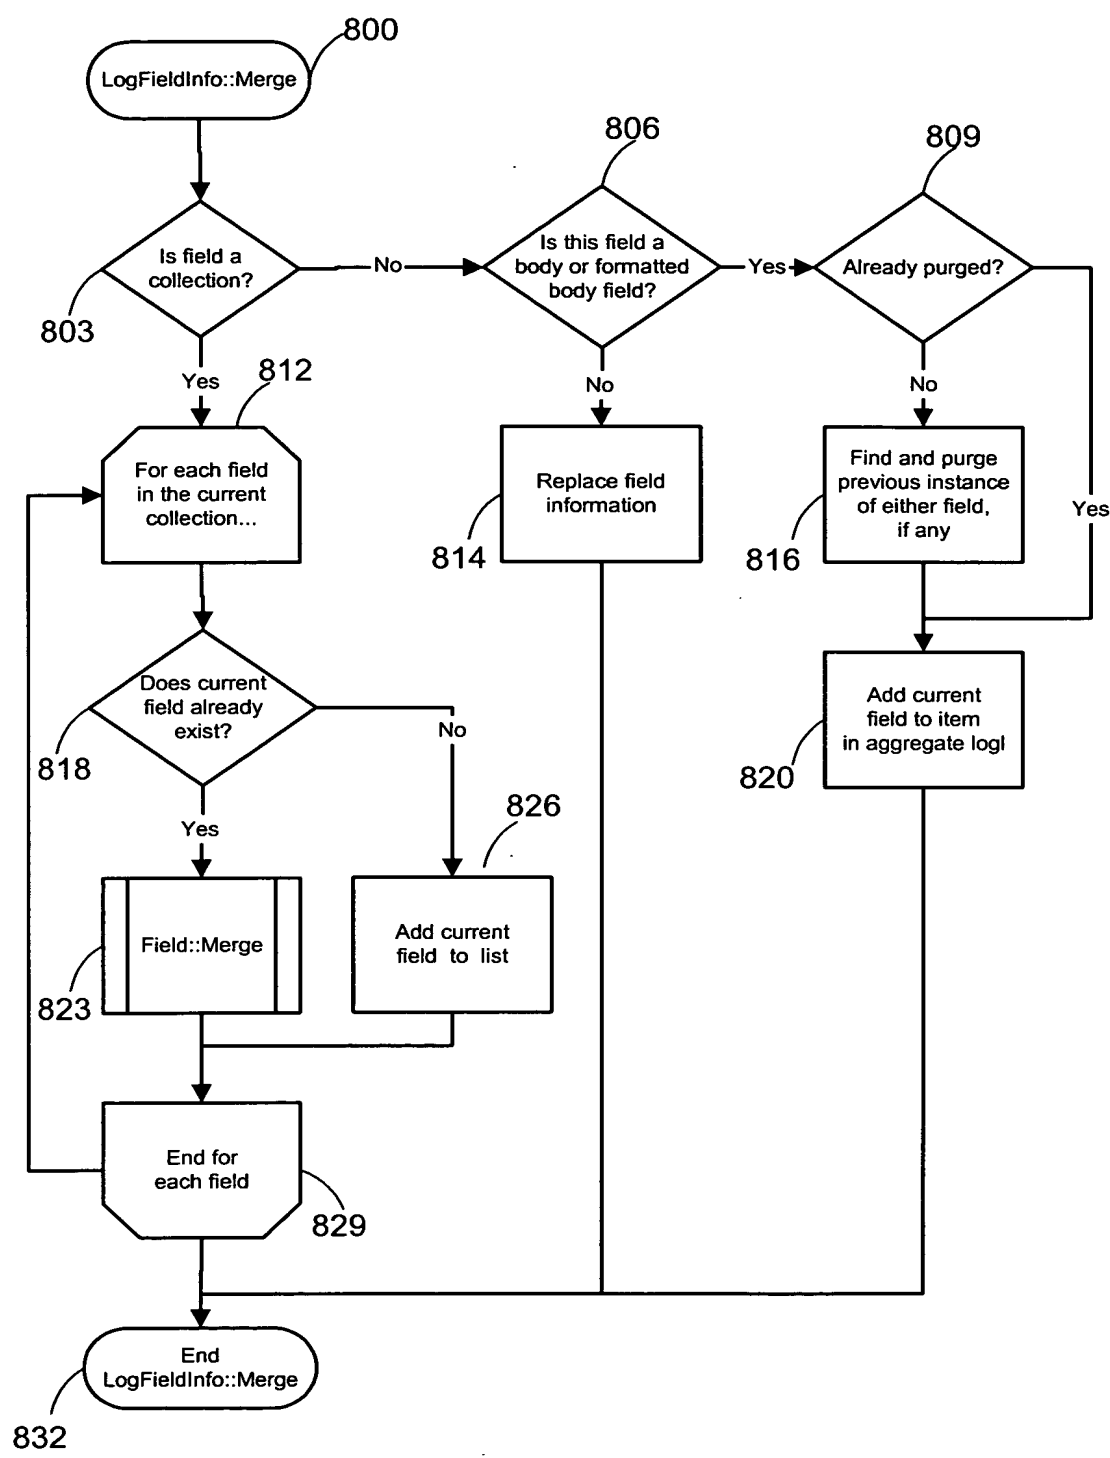 800
LogFieldInfo::Merge
806
809
Is field a
collection?
803
No
Is this field a
body or formatted
body field?
Yes
Already purged?
Yes
812
No
No
For each field
in the current
collection...
Replace field
information
814
Find and purge
previous instance
of either field,
if any
816
Yes
Does current
field already
exist?
818
No
Add current
field to item
in aggregate logl
820
Yes
826
Field::Merge
823
Add current
field to list
End for
each field
829
End
LogFieldInfo::Merge
832